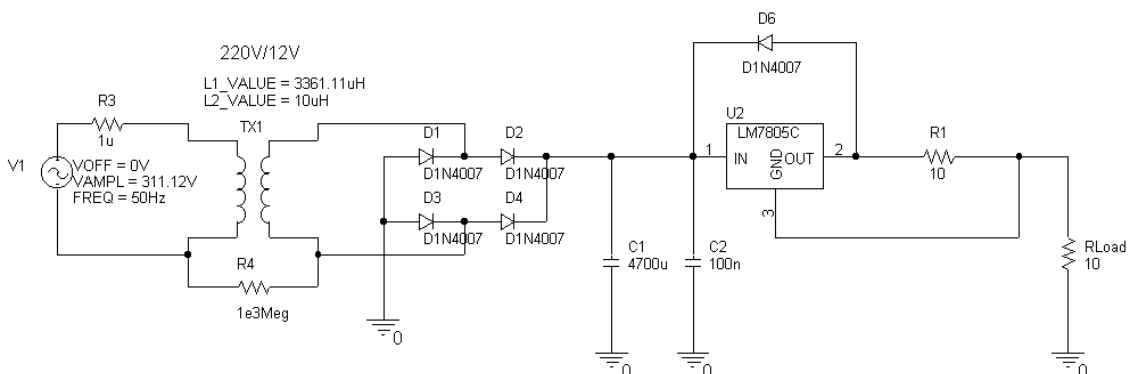 220V/12V
L1_VALUE = 3361.11uH
L2_VALUE = 10uH
TX1
R3
1u
V1
VOFF = 0V
VAMPL = 311.12V
FREQ = 50Hz
R4
1e3Meg
D1
D1N4007
D2
D1N4007
D3
D1N4007
D4
D1N4007
0
C1
4700u
0
C2
100n
0
D6
D1N4007
U2
LM7805C
1
IN
GND
OUT
2
3
R1
10
RLoad
10
0